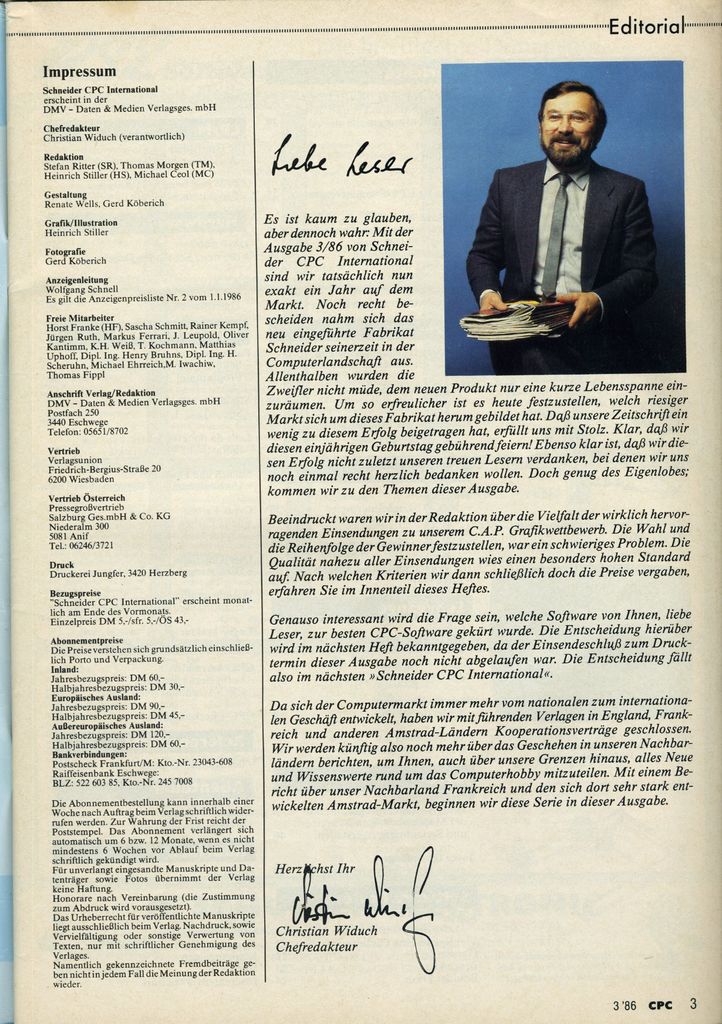 Editorial
Impressum
Schneider CPC International
erscheint in der
DMV – Daten & Medien Verlagsges. mbH
Chefredakteur
Christian Widuch (verantwortlich)
Redaktion
Stefan Ritter (SR), Thomas Morgen (TM),
Heinrich Stiller (HS), Michael Ceol (MC)
Gestaltung
Renate Wells, Gerd Köberich
Grafik/Illustration
Heinrich Stiller
Fotografie
Gerd Köberich
Anzeigenleitung
Wolfgang Schnell
Es gilt die Anzeigenpreisliste Nr. 2 vom 1.1.1986
Freie Mitarbeiter
Horst Franke (HF), Sascha Schmitt, Rainer Kempf,
Jürgen Ruth, Markus Ferrari, J. Leupold, Oliver
Kantimm, K.H. Weiß, T. Kochmann, Matthias
Uphoff, Dipl. Ing. Henry Bruhns, Dipl. Ing. H.
Scheruhn, Michael Ehrreich, M. Iwachiw,
Thomas Fippl
Anschrift Verlag/Redaktion
DMV – Daten & Medien Verlagsges. mbH
Postfach 250
3440 Eschwege
Telefon: 05651/8702
Vertrieb
Verlagsunion
Friedrich-Bergius-Straße 20
6200 Wiesbaden
Vertrieb Österreich
Pressegroßvertrieb
Salzburg Ges.mbH & Co. KG
Niederalm 300
5081 Anif
Tel.: 06246/3721
Druck
Druckerei Jungfer, 3420 Herzberg
Bezugspreise
"Schneider CPC International" erscheint monat-
lich am Ende des Vormonats.
Einzelpreis DM 5,-/sfr. 5,-/ÖS 43,-
Abonnementpreise
Die Preise verstehen sich grundsätzlich einschließ-
lich Porto und Verpackung.
Inland:
Jahresbezugspreis: DM 60,–
Halbjahresbezugspreis: DM 30,–
Europäisches Ausland:
Jahresbezugspreis: DM 90,–
Halbjahresbezugspreis: DM 45,–
Außereuropäisches Ausland:
Jahresbezugspreis: DM 120,–
Halbjahresbezugspreis: DM 60,–
Bankverbindungen:
Postscheck Frankfurt/M: Kto.-Nr. 23043-608
Raiffeisenbank Eschwege:
BLZ: 522 603 85, Kto.-Nr. 245 7008
Die Abonnementbestellung kann innerhalb einer
Woche nach Auftrag beim Verlag schriftlich wider-
rufen werden. Zur Wahrung der Frist reicht der
Poststempel. Das Abonnement verlängert sich
automatisch um 6 bzw. 12 Monate, wenn es nicht
mindestens 6 Wochen vor Ablauf beim Verlag
schriftlich gekündigt wird.
Für unverlangt eingesandte Manuskripte und Da-
tenträger sowie Fotos übernimmt der Verlag
keine Haftung.
Honorare nach Vereinbarung (die Zustimmung
zum Abdruck wird vorausgesetzt).
Das Urheberrecht für veröffentlichte Manuskripte
liegt ausschließlich beim Verlag. Nachdruck, sowie
Vervielfältigung oder sonstige Verwertung von
Texten, nur mit schriftlicher Genehmigung des
Verlages.
Namentlich gekennzeichnete Fremdbeiträge ge-
ben nicht in jedem Fall die Meinung der Redaktion
wieder.
Liebe Leser
Es ist kaum zu glauben,
aber dennoch wahr: Mit der
Ausgabe 3/86 von Schnei-
der CPC International
sind wir tatsächlich nun
exakt ein Jahr auf dem
Markt. Noch recht be-
scheiden nahm sich das
neu eingeführte Fabrikat
Schneider seinerzeit in der
Computerlandschaft aus.
Allenthalben wurden die
Zweifler nicht müde, dem neuen Produkt nur eine kurze Lebensspanne ein-
zuräumen. Um so erfreulicher ist es heute festzustellen, welch riesiger
Markt sich um dieses Fabrikat herum gebildet hat. Daß unsere Zeitschrift ein
wenig zu diesem Erfolg beigetragen hat, erfüllt uns mit Stolz. Klar, daß wir
diesen einjährigen Geburtstag gebührend feiern! Ebenso klar ist, daß wir die-
sen Erfolg nicht zuletzt unseren treuen Lesern verdanken, bei denen wir uns
noch einmal recht herzlich bedanken wollen. Doch genug des Eigenlobes;
kommen wir zu den Themen dieser Ausgabe.
Beeindruckt waren wir in der Redaktion über die Vielfalt der wirklich hervor-
ragenden Einsendungen zu unserem C.A.P. Grafikwettbewerb. Die Wahl und
die Reihenfolge der Gewinner festzustellen, war ein schwieriges Problem. Die
Qualität nahezu aller Einsendungen wies einen besonders hohen Standard
auf. Nach welchen Kriterien wir dann schließlich doch die Preise vergaben,
erfahren Sie im Innenteil dieses Heftes.
Genauso interessant wird die Frage sein, welche Software von Ihnen, liebe
Leser, zur besten CPC-Software gekürt wurde. Die Entscheidung hierüber
wird im nächsten Heft bekanntgegeben, da der Einsendeschluß zum Druck-
termin dieser Ausgabe noch nicht abgelaufen war. Die Entscheidung fällt
also im nächsten »Schneider CPC International«.
Da sich der Computermarkt immer mehr vom nationalen zum internationa-
len Geschäft entwickelt, haben wir mit führenden Verlagen in England, Frank-
reich und anderen Amstrad-Ländern Kooperationsverträge geschlossen.
Wir werden künftig also noch mehr über das Geschehen in unseren Nachbar-
ländern berichten, um Ihnen, auch über unsere Grenzen hinaus, alles Neue
und Wissenswerte rund um das Computerhobby mitzuteilen. Mit einem Be-
richt über unser Nachbarland Frankreich und den sich dort sehr stark ent-
wickelten Amstrad-Markt, beginnen wir diese Serie in dieser Ausgabe.
Herzlichst Ihr
Christian Widuch
Christian Widuch
Chefredakteur
3 '86 CPC 3